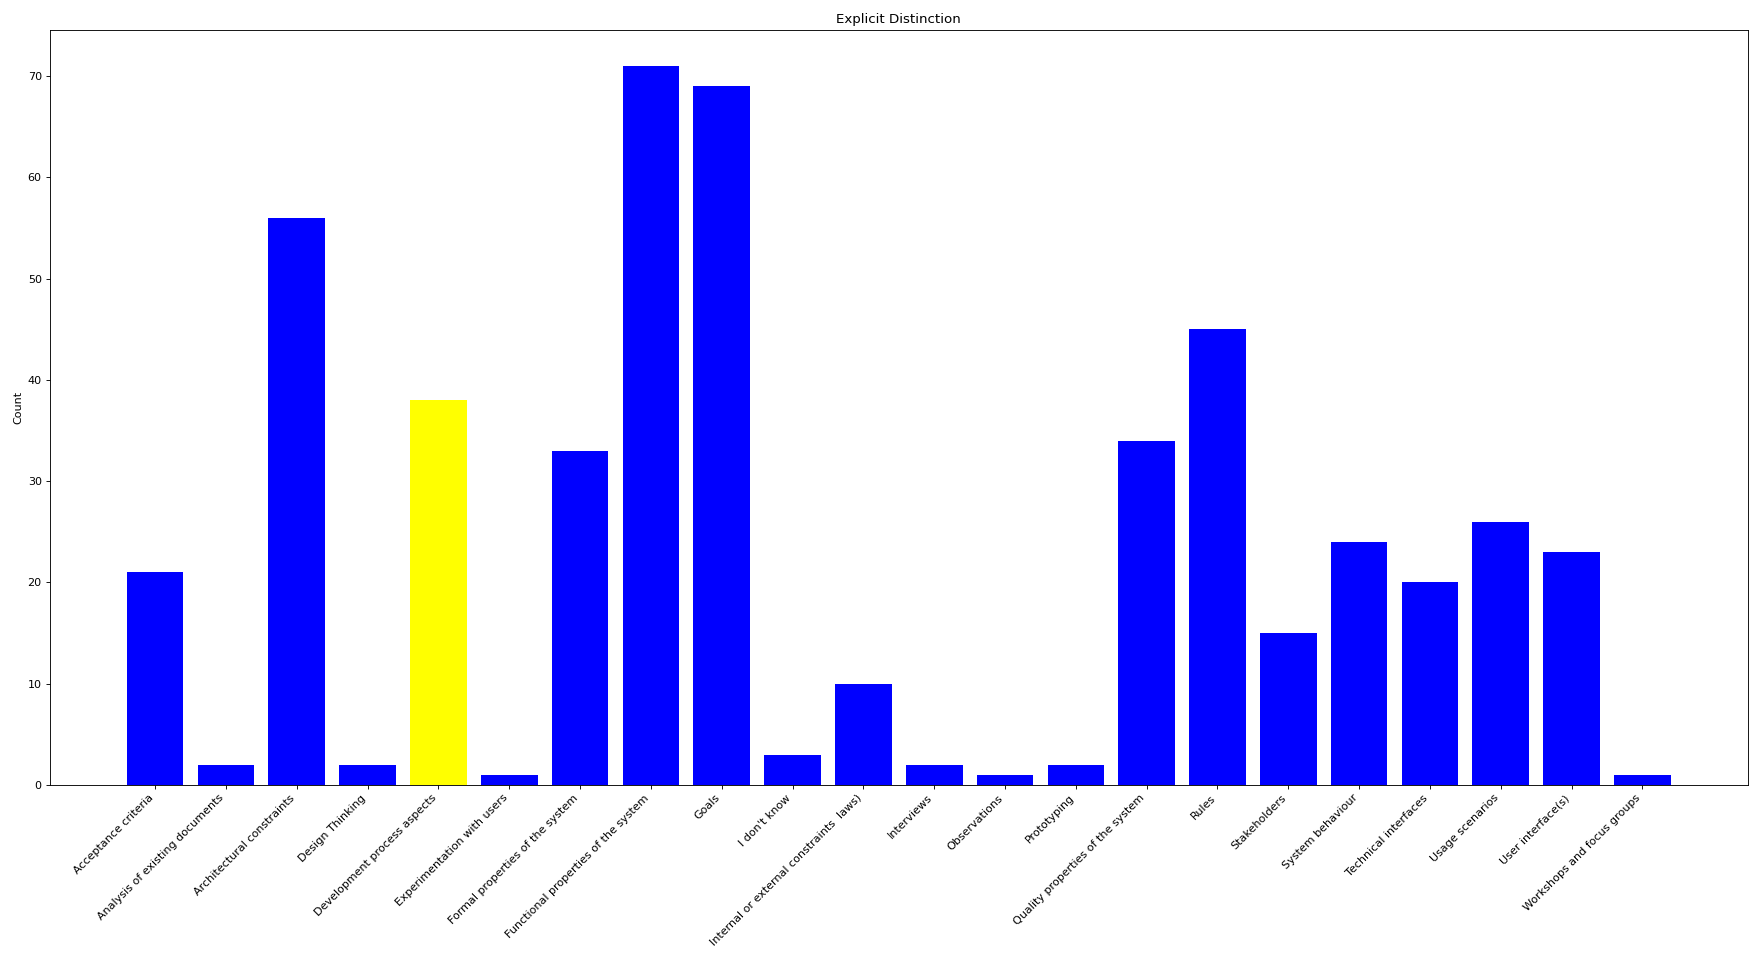 Explicit Distinction
Count
70
60
50
40
30
20
10
0
Acceptance criteria
Analysis of existing documents
Architectural constraints
Design Thinking
Development process aspects
Experimentation with users
Formal properties of the system
Functional properties of the system
Goals
I don't know
Internal or external constraints  laws)
Interviews
Observations
Prototyping
Quality properties of the system
Rules
Stakeholders
System behaviour
Technical interfaces
Usage scenarios
User interface(s)
Workshops and focus groups